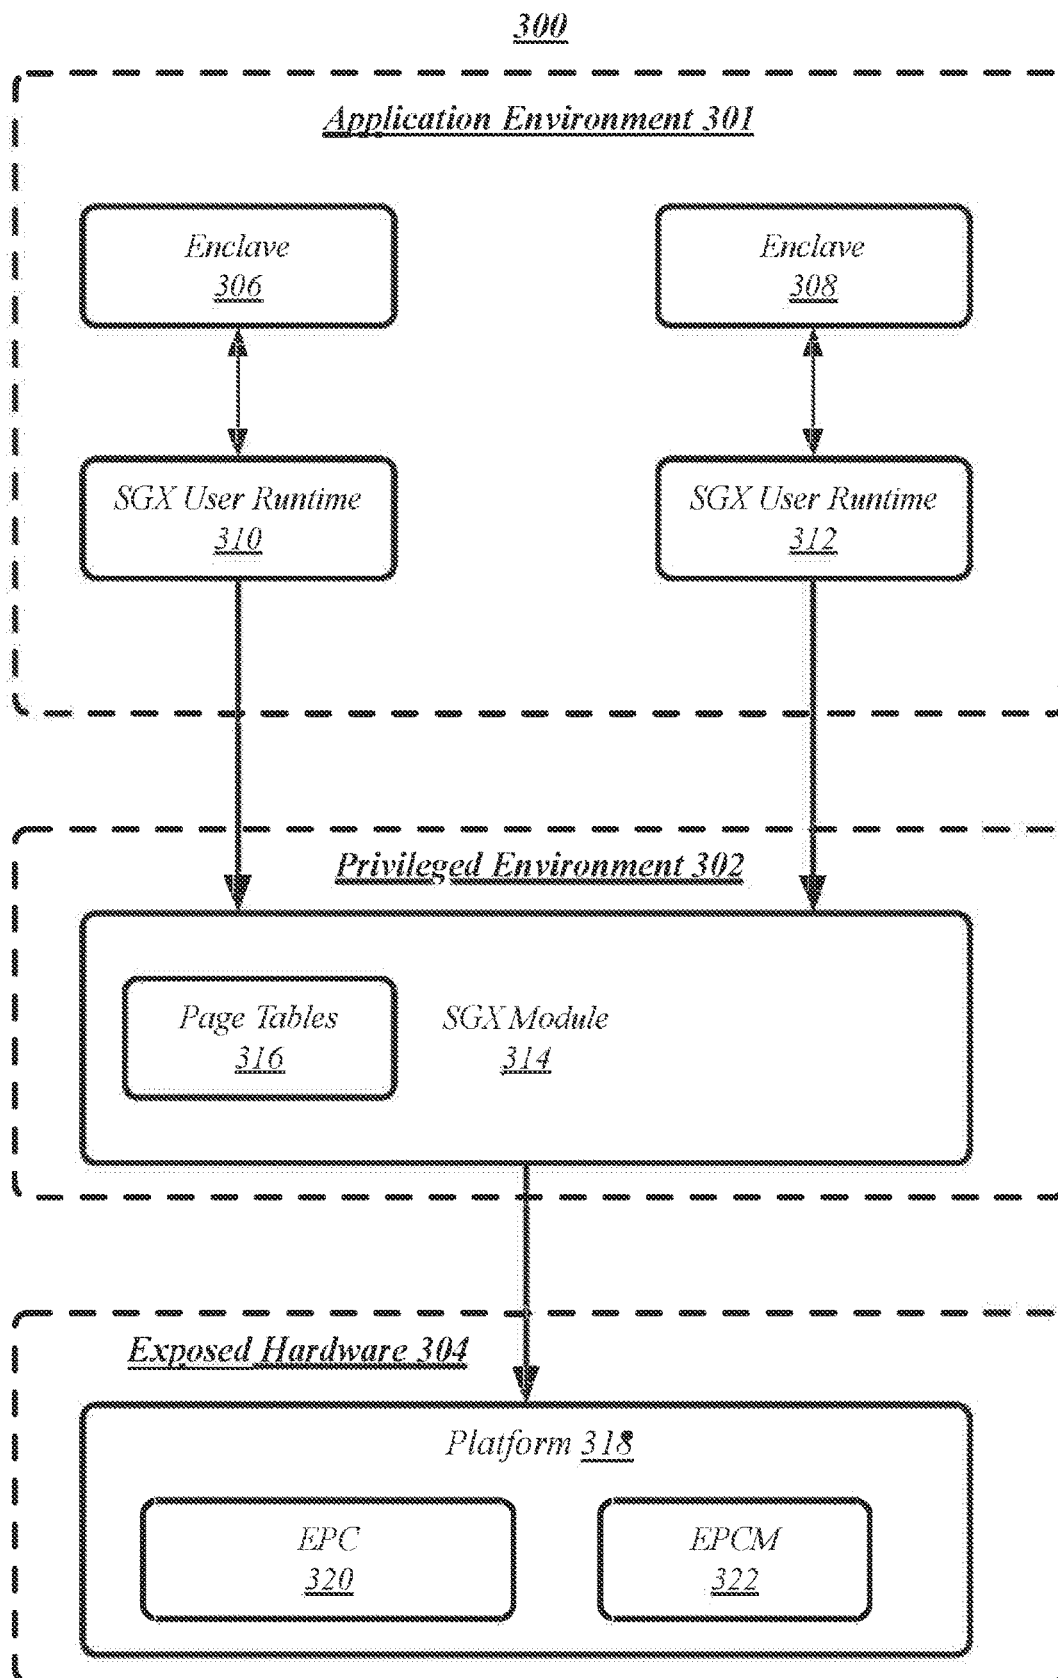 300
Application Environment 301
Enclave
306
Enclave
308
SGX User Runtime
310
SGX User Runtime
312
Privileged Environment 302
Page Tables
316
SGX Module
314
Exposed Hardware 304
Platform 318
EPC
320
EPCM
322